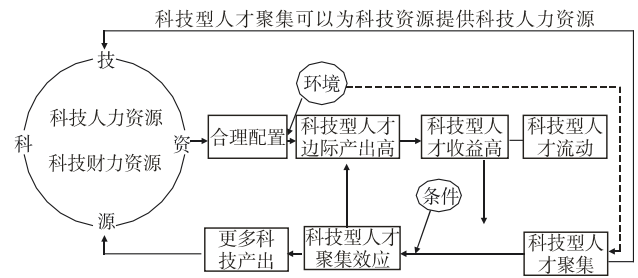 科技型人才聚集可以为科技资源提供科技人力资源
技
环境
科技人力资源
科
资
合理配置
科技型人才
边际产出高
科技型人
才收益高
科技型人
才流动
科技财力资源
条件
源
更多科
技产出
科技型人才
聚集效应
科技型人
才聚集